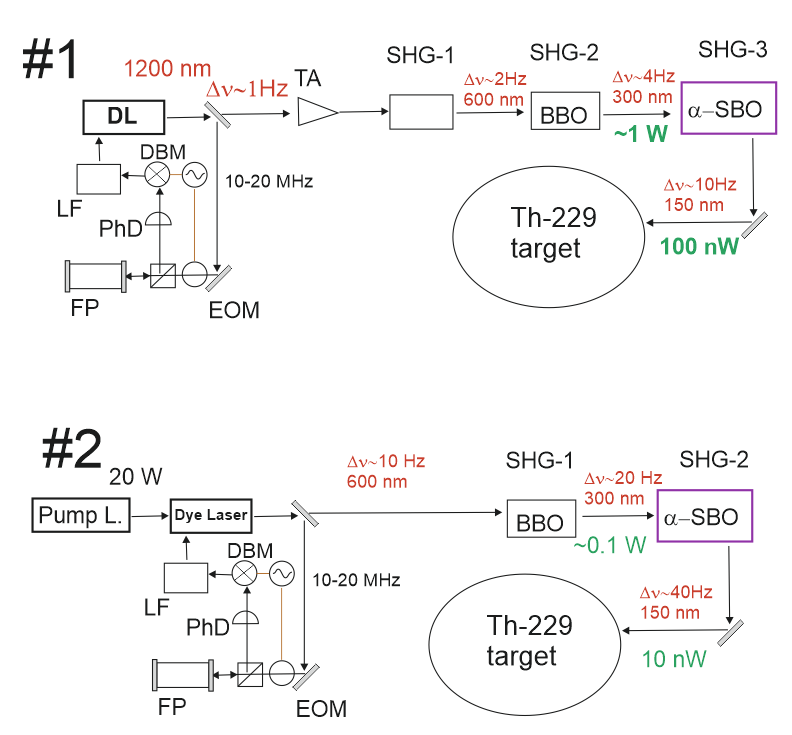 #1
1200 nm
Δν~1Hz
TA
SHG-1
Δν~2Hz
600 nm
SHG-2
Δν~4Hz
300 nm
SHG-3
DL
BBO
α–SBO
~1 W
DBM
LF
10-20 MHz
PhD
FP
EOM
Th-229
target
Δν~10Hz
150 nm
100 nW
#2
20 W
Δν~10 Hz
600 nm
SHG-1
Δν~20 Hz
300 nm
SHG-2
Pump L.
Dye Laser
BBO
α–SBO
~0.1 W
DBM
LF
10-20 MHz
PhD
FP
EOM
Th-229
target
Δν~40Hz
150 nm
10 nW